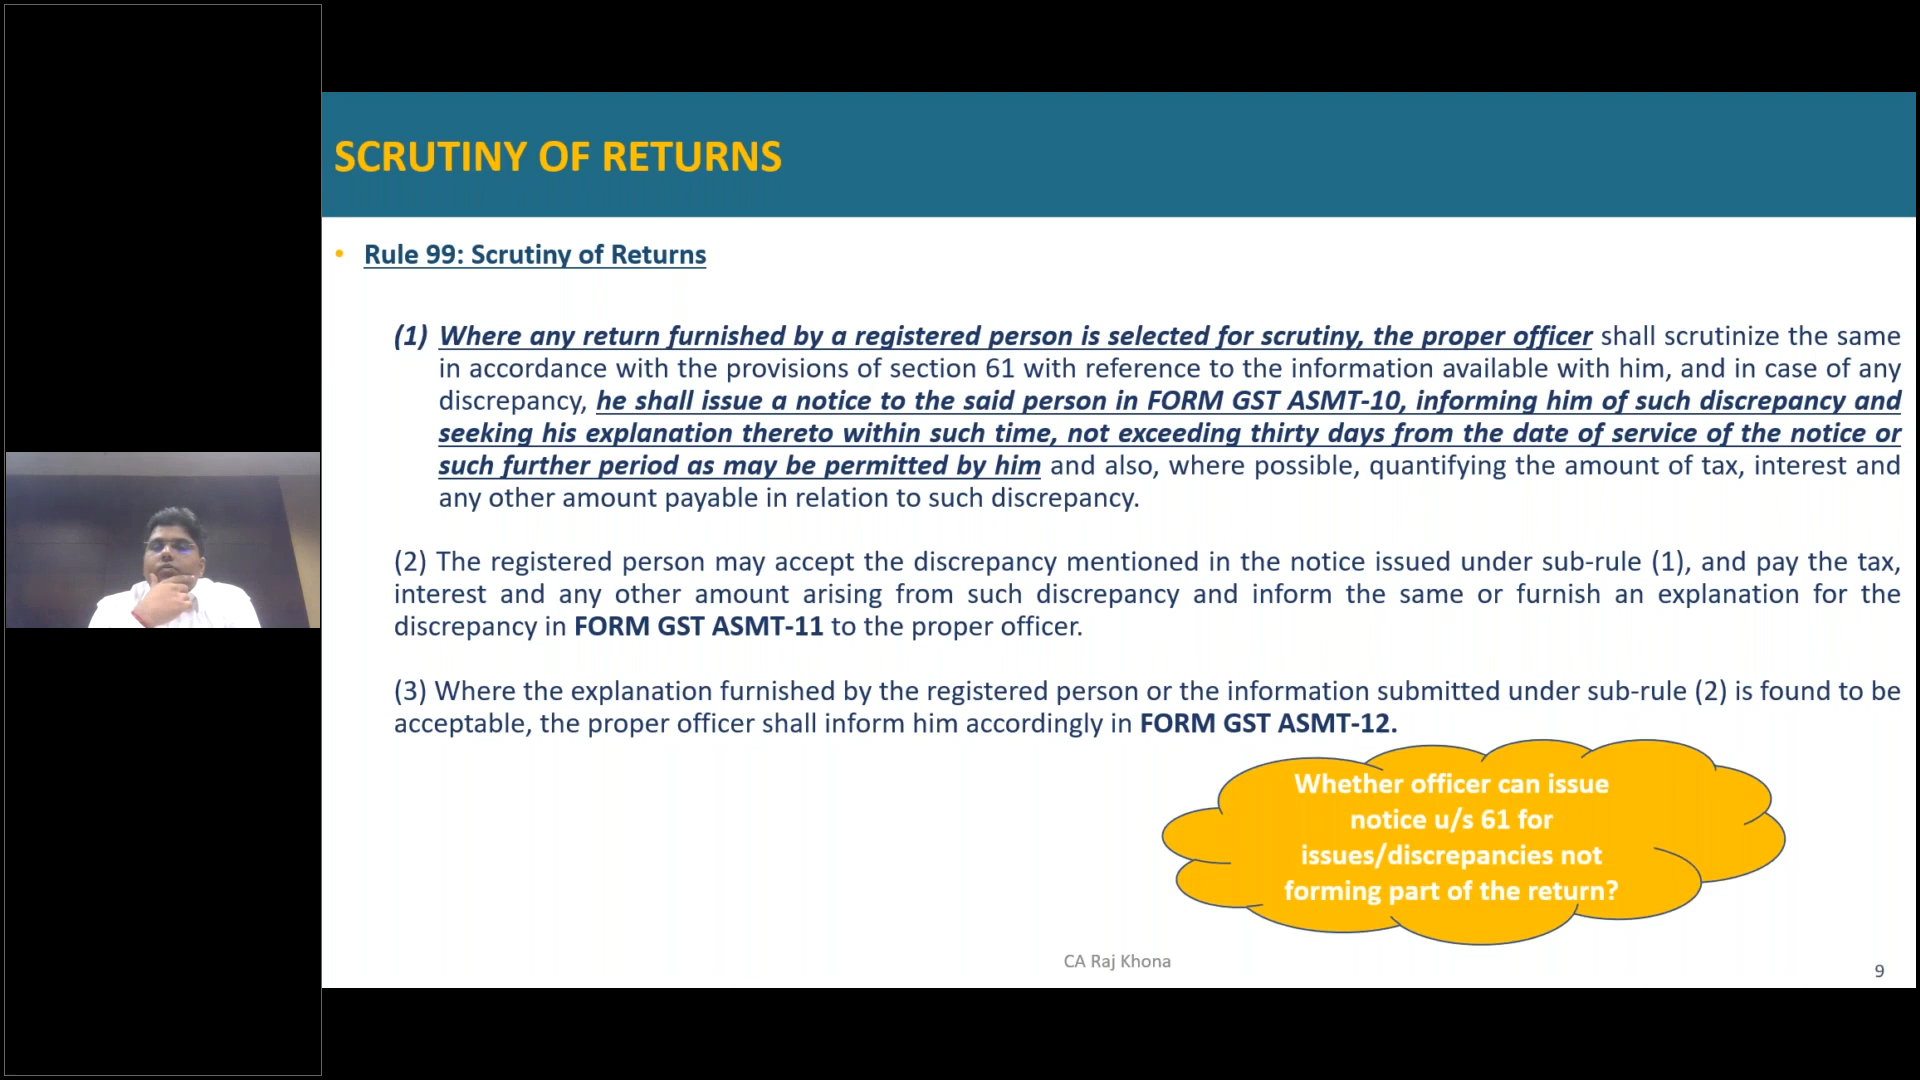 SCRUTINY OF RETURNS
• Rule 99: Scrutiny of Returns
(1) Where any return furnished by a registered person is selected for scrutiny, the proper officer shall scrutinize the same
in accordance with the provisions of section 61 with reference to the information available with him, and in case of any
discrepancy, he shall issue a notice to the said person in FORM GST ASMT-10, informing him of such discrepancy and
seeking his explanation thereto within such time, not exceeding thirty days from the date of service of the notice or
such further period as may be permitted by him and also, where possible, quantifying the amount of tax, interest and
any other amount payable in relation to such discrepancy.
(2) The registered person may accept the discrepancy mentioned in the notice issued under sub-rule (1), and pay the tax,
interest and any other amount arising from such discrepancy and inform the same or furnish an explanation for the
discrepancy in FORM GST ASMT-11 to the proper officer.
(3) Where the explanation furnished by the registered person or the information submitted under sub-rule (2) is found to be
acceptable, the proper officer shall inform him accordingly in FORM GST ASMT-12.
Whether officer can issue
notice u/s 61 for
issues/discrepancies not
forming part of the return?
CA Raj Khona
9